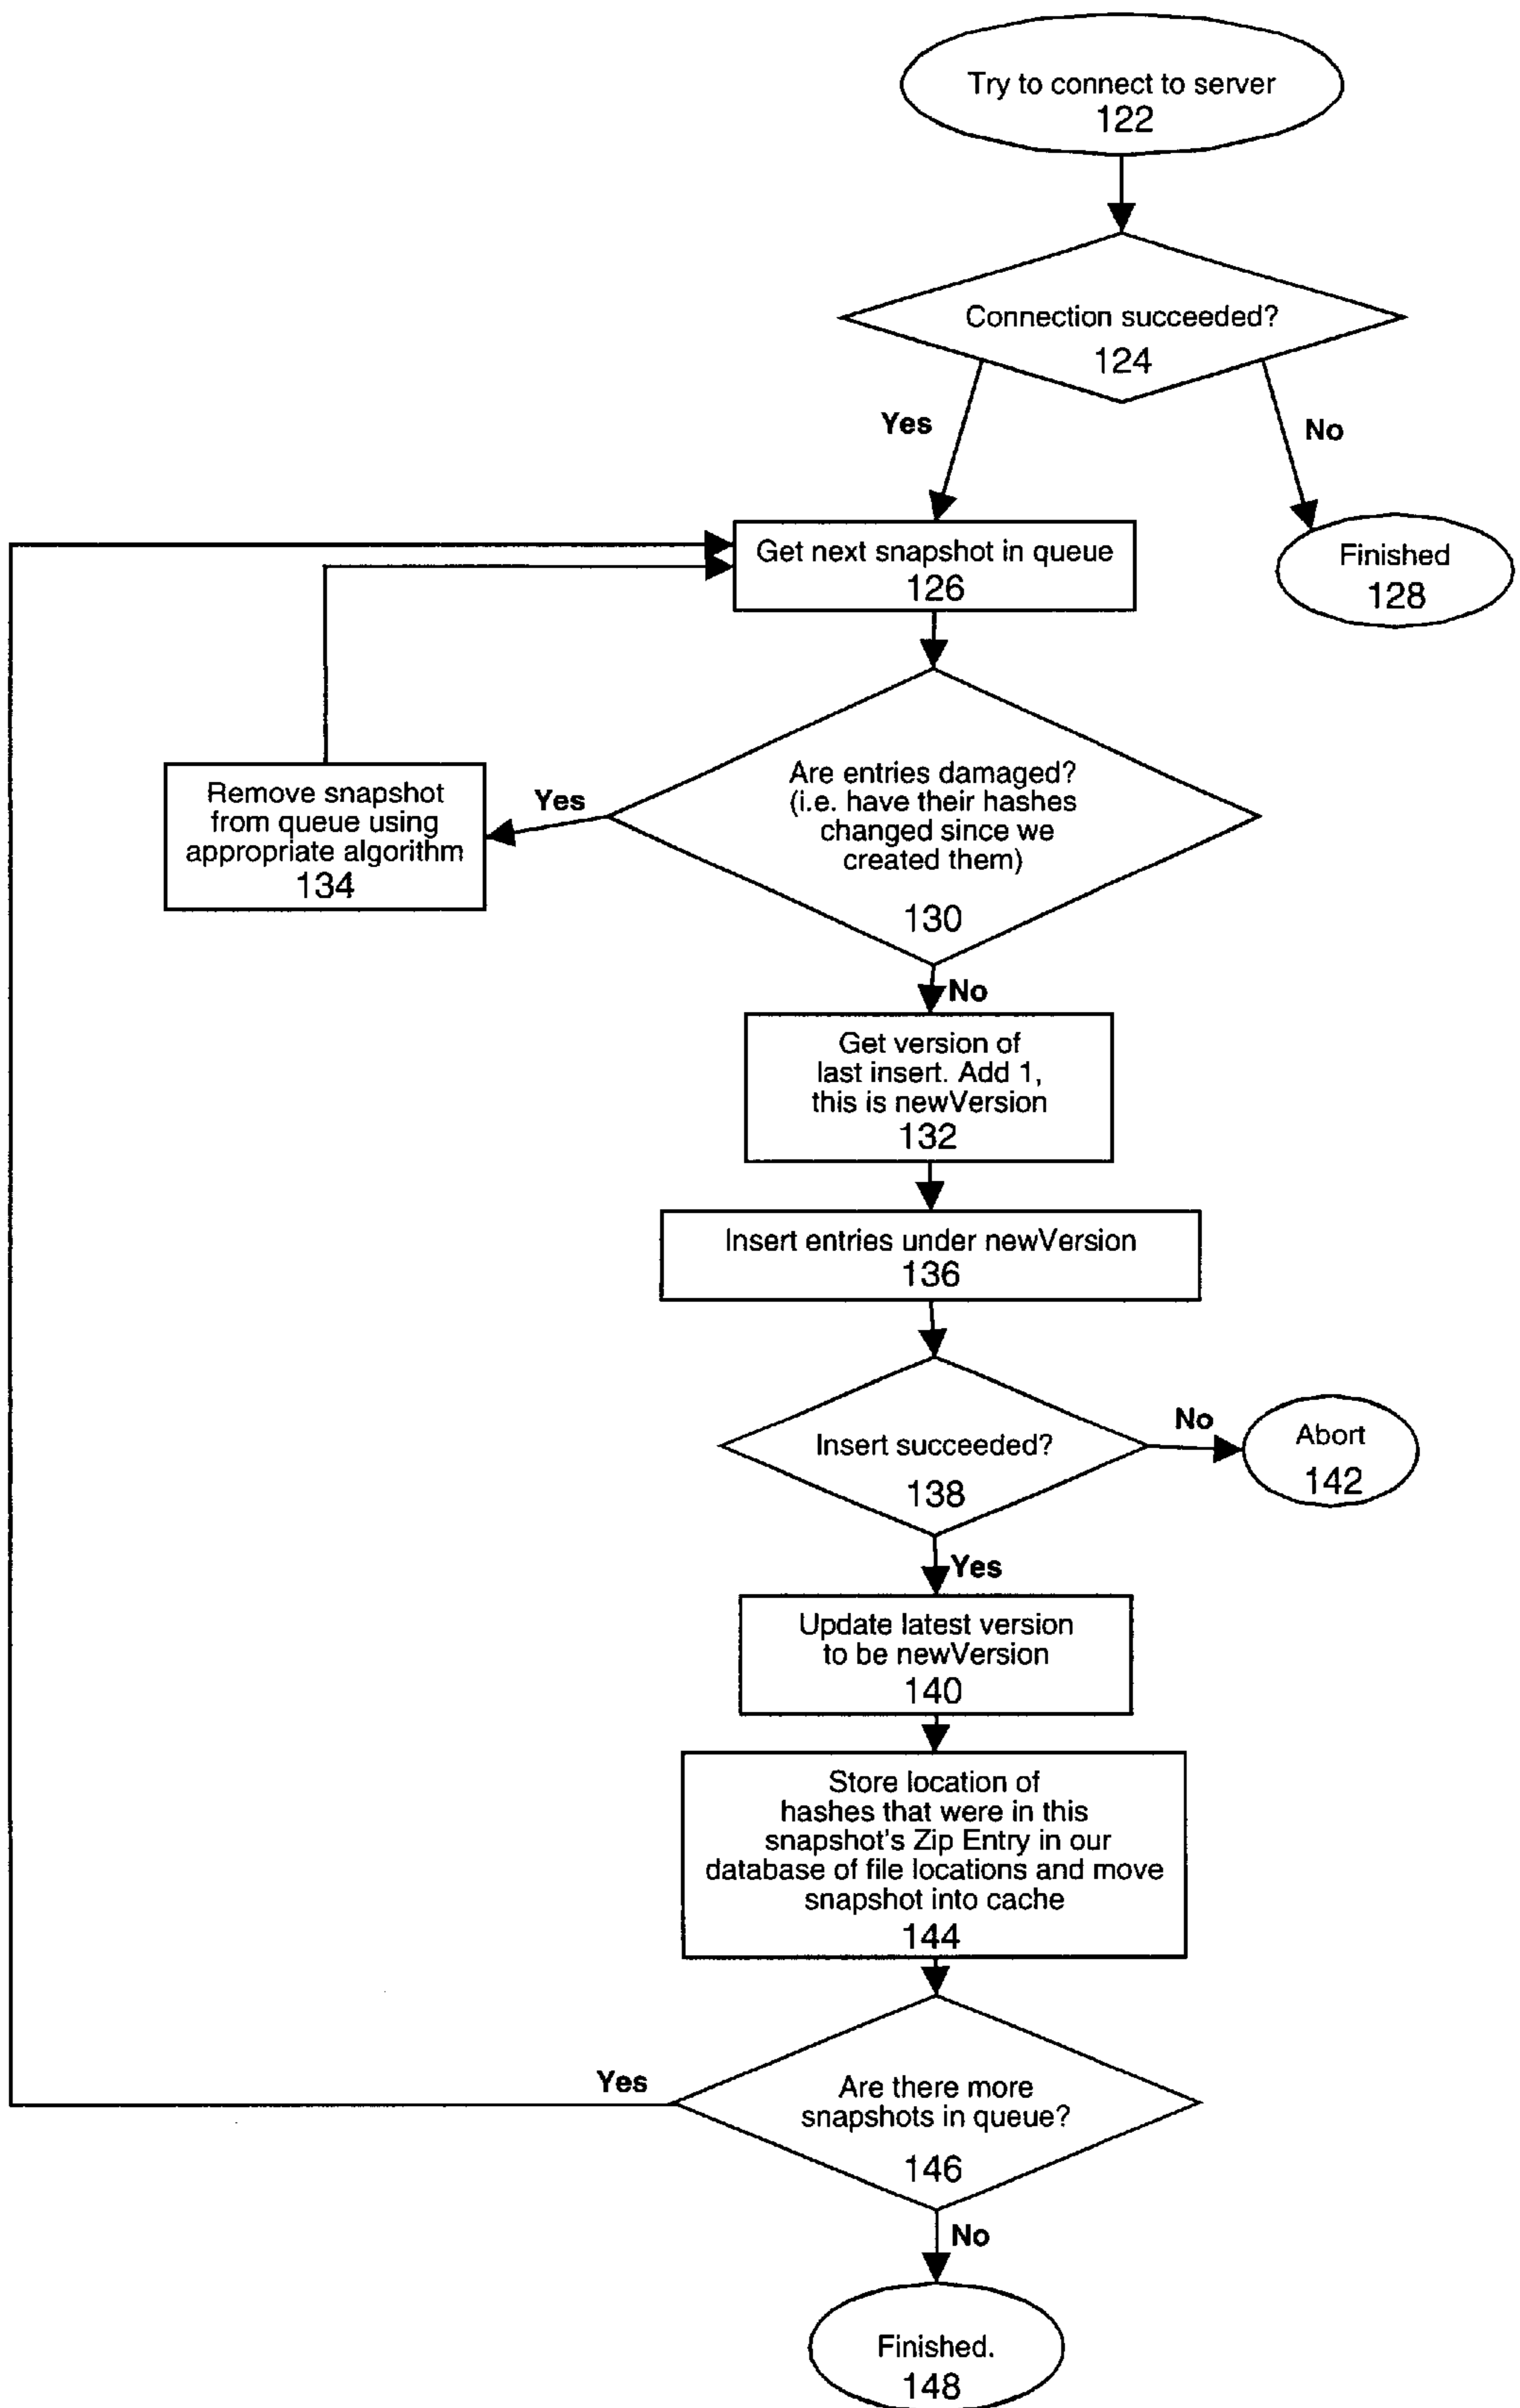 Try to connect to server
122
Connection succeeded?
124
Yes
No
Get next snapshot in queue
126
Finished
128
Are entries damaged?
(i.e. have their hashes
changed since we
created them)
130
Yes
Remove snapshot
from queue using
appropriate algorithm
134
No
Get version of
last insert. Add 1,
this is newVersion
132
Insert entries under newVersion
136
Insert succeeded?
138
No
Abort
142
Yes
Update latest version
to be newVersion
140
Store location of
hashes that were in this
snapshot's Zip Entry in our
database of file locations and move
snapshot into cache
144
Yes
Are there more
snapshots in queue?
146
No
Finished.
148